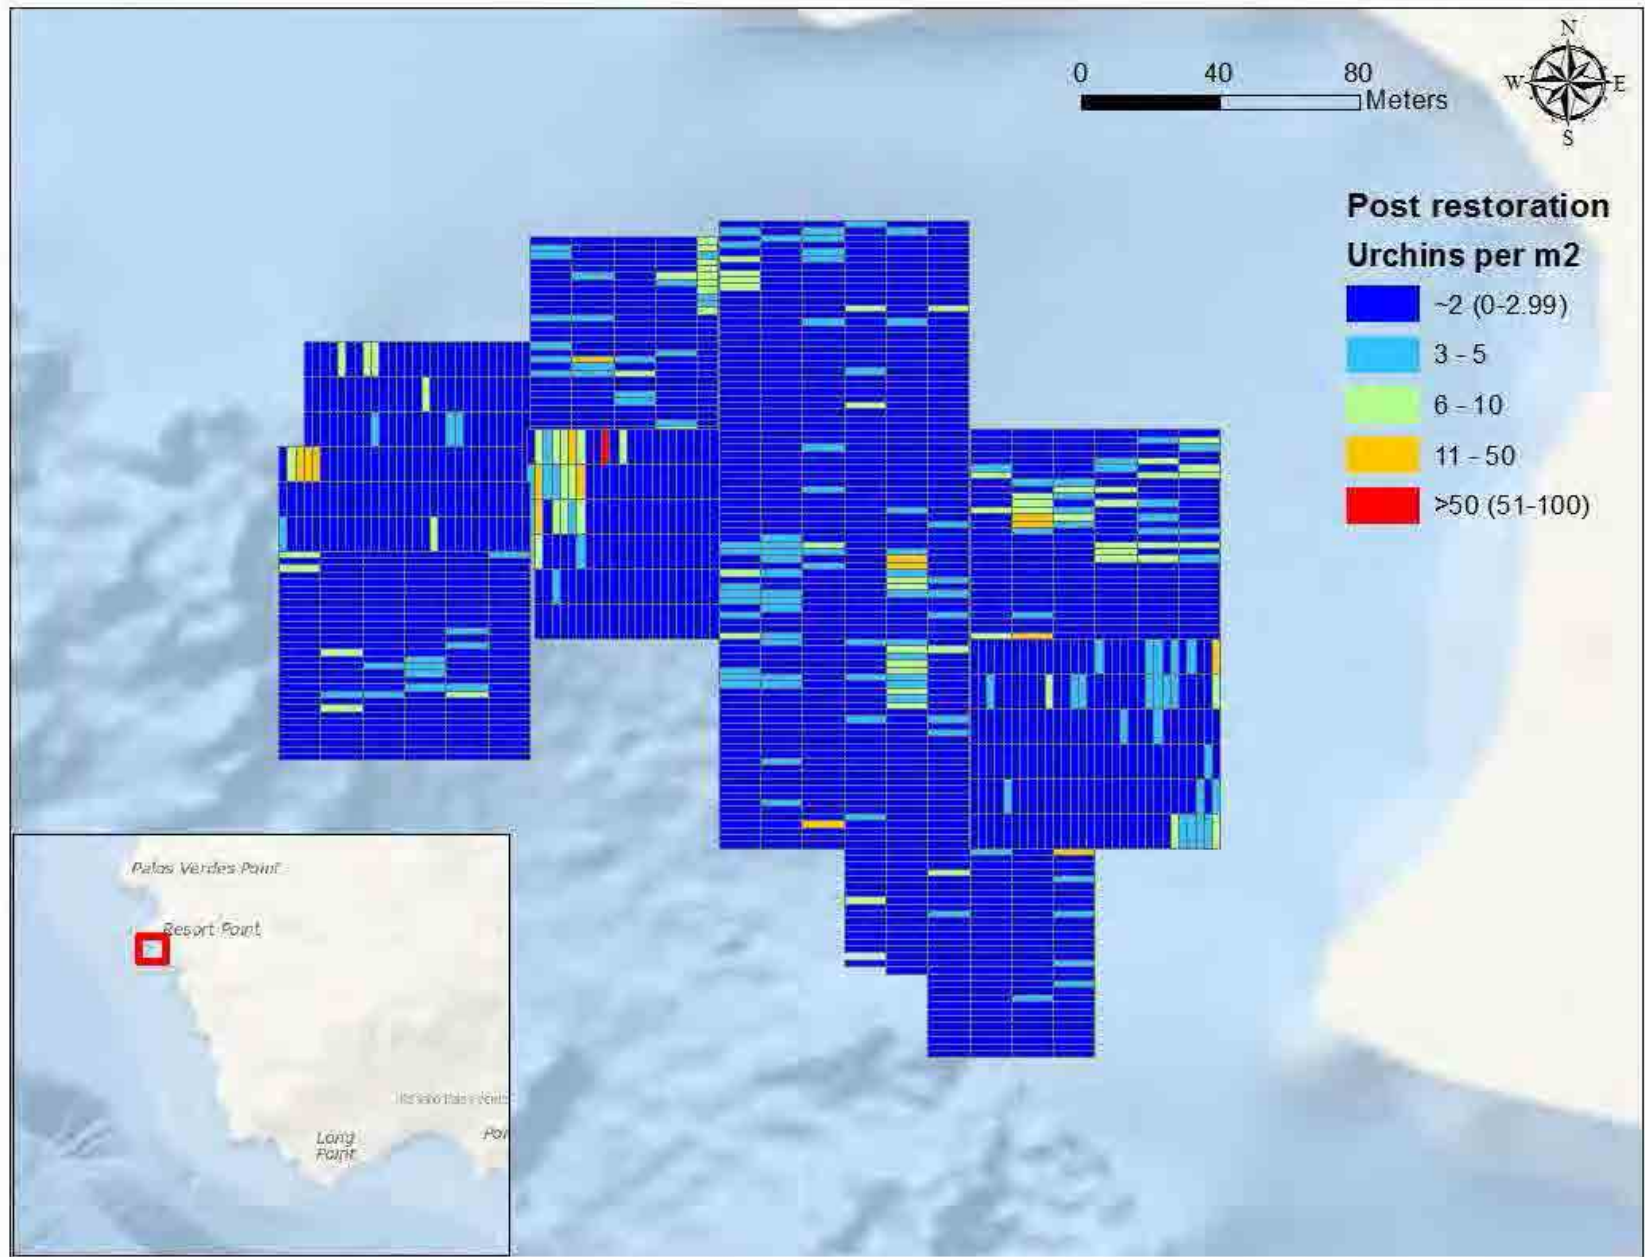 N
W E
S
0 40 80
Meters
Post restoration
Urchins per m2
~2 (0-2.99)
3 - 5
6 - 10
11 - 50
>50 (51-100)
Palos Verdes Point
Resort Point
Long
Point